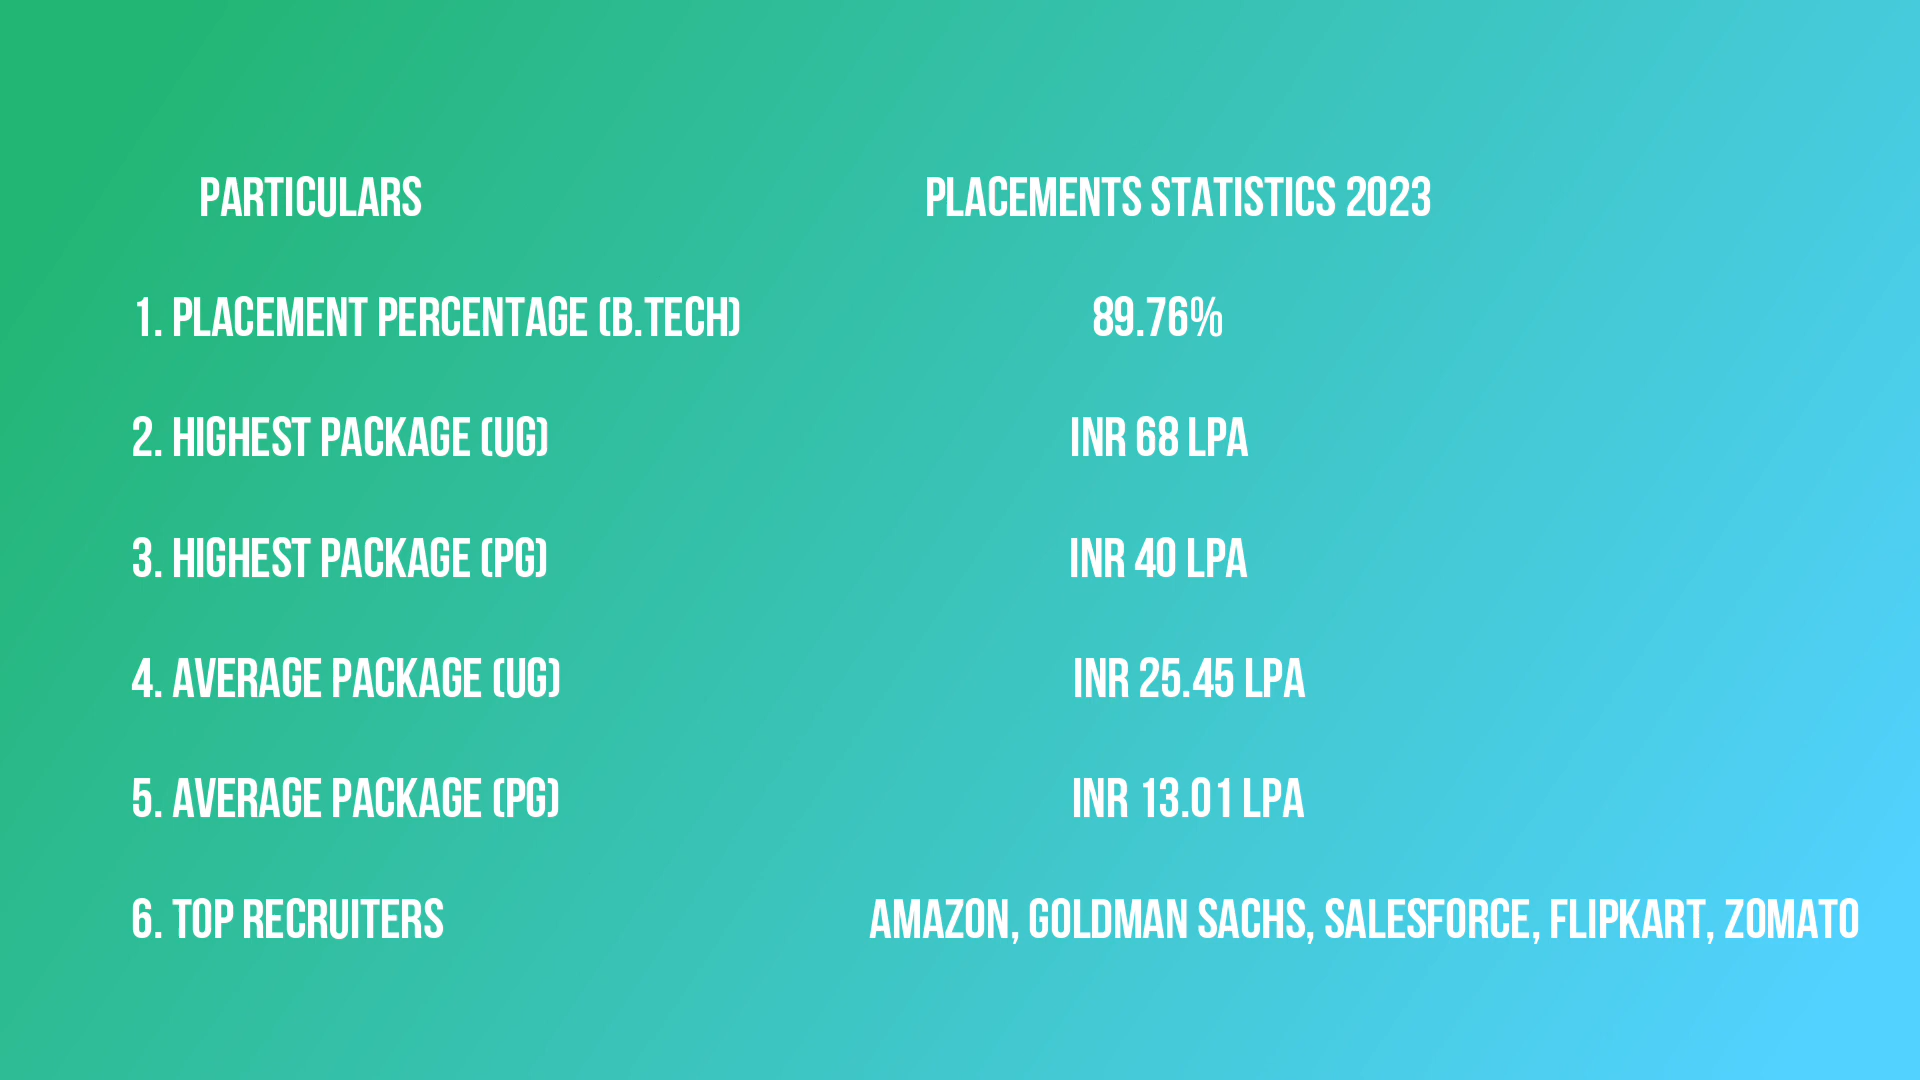 PARTICULARS PLACEMENTS STATISTICS 2023
1. PLACEMENT PERCENTAGE (B.TECH) 89.76%
2. HIGHEST PACKAGE (UG) INR 68 LPA
3. HIGHEST PACKAGE (PG) INR 40 LPA
4. AVERAGE PACKAGE (UG) INR 25.45 LPA
5. AVERAGE PACKAGE (PG) INR 13.01 LPA
6. TOP RECRUITERS AMAZON, GOLDMAN SACHS, SALESFORCE, FLIPKART, ZOMATO